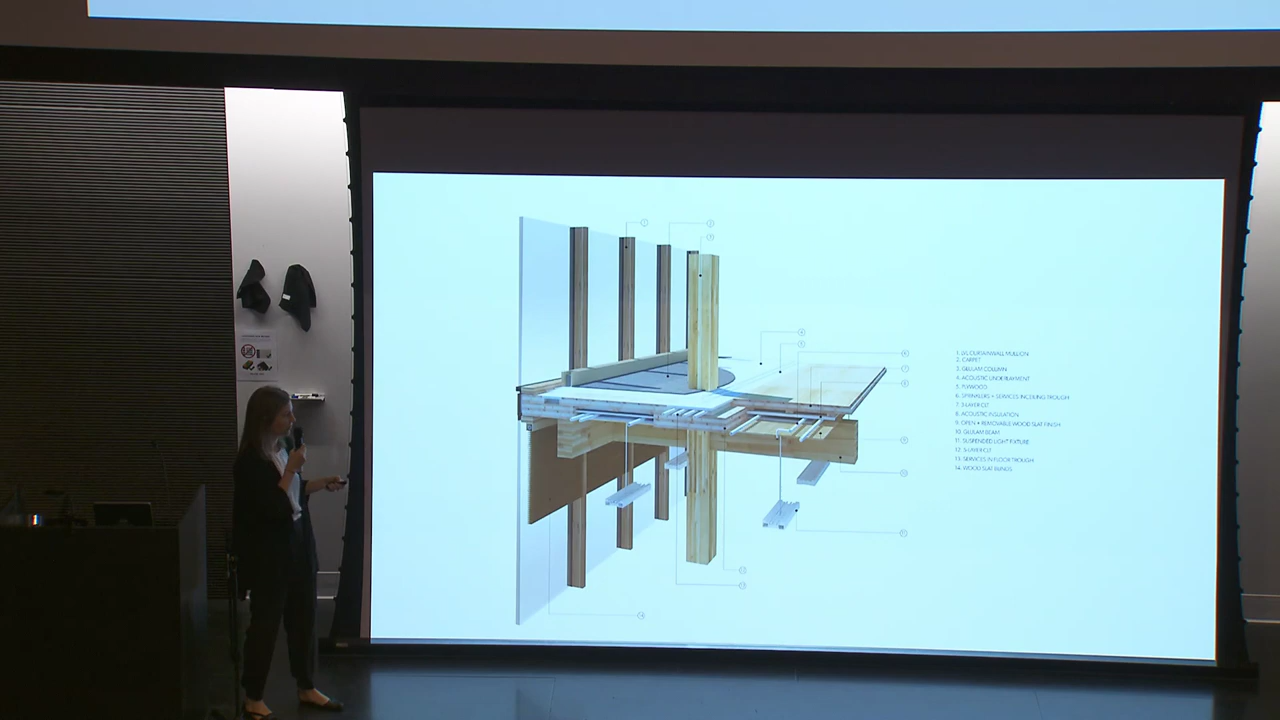 1. LVL CURTAINWALL MULLION
2. CARPET
3. GLULAM COLUMN
4. ACOUSTIC UNDERLAYMENT
5. PLYWOOD
6. SPRINKLERS + SERVICES INCEILING TROUGH
7. 3-LAYER CLT
8. ACOUSTIC INSULATION
9. OPEN + REMOVABLE WOOD SLAT FINISH
10. GLULAM BEAM
11. SUSPENDED LIGHT FIXTURE
12. 5-LAYER CLT
13. SERVICES IN FLOOR TROUGH
14. WOOD SLAT BLINDS